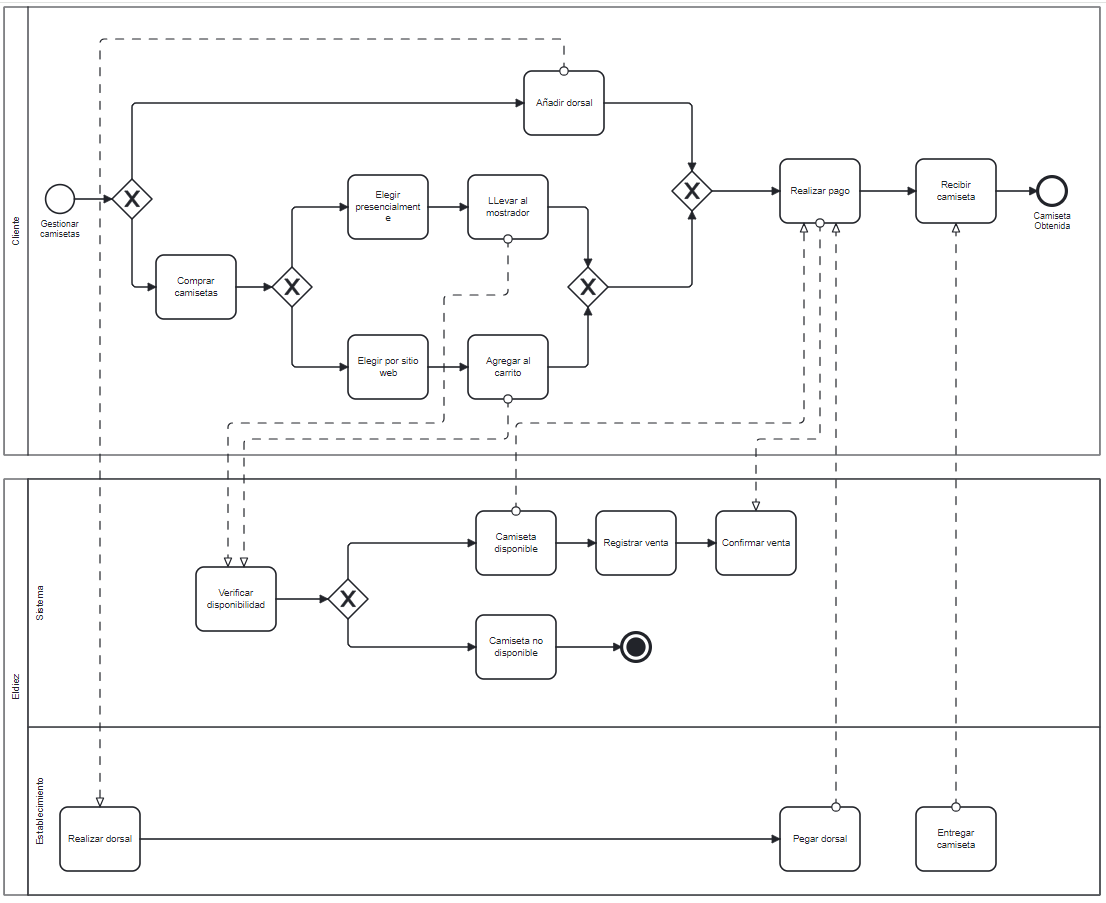 Cliente
Añadir dorsal
Gestionar
camisetas
Elegir
presencialment
e
LLevar al
mostrador
Realizar pago
Recibir
camiseta
Camiseta
Obtenida
Comprar
camisetas
Elegir por sitio
web
Agregar al
carrito
Eldiez
Sistema
Camiseta
disponible
Registrar venta
Confirmar venta
Verificar
disponibilidad
Camiseta no
disponible
Establecimiento
Realizar dorsal
Pegar dorsal
Entregar
camiseta